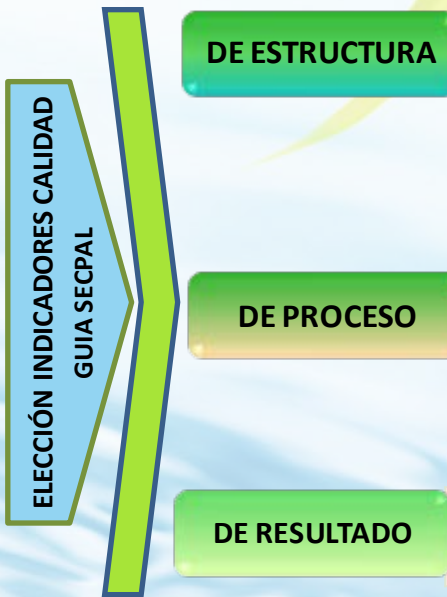 ELECCIÓN INDICADORES CALIDAD
GUIA SECPAL
DE ESTRUCTURA
DE PROCESO
DE RESULTADO